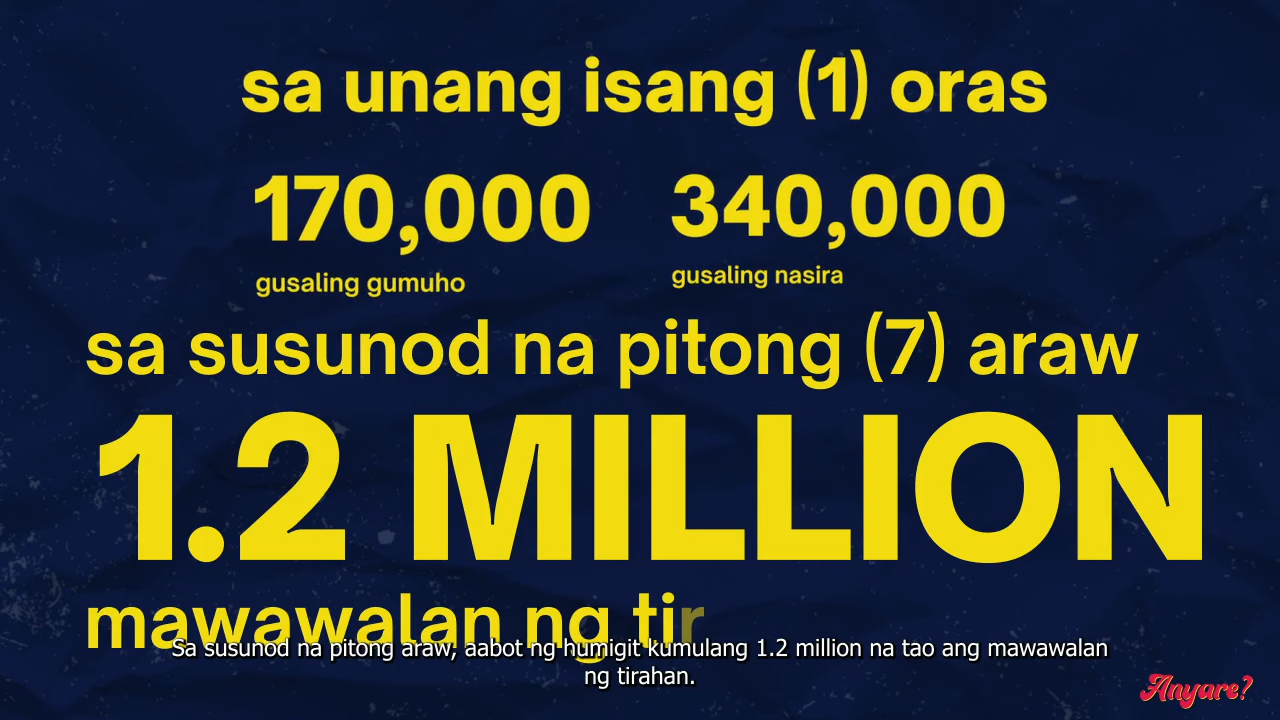 sa unang isang (1) oras
170,000 340,000
gusaling gumuho gusaling nasira
sa susunod na pitong (7) araw
1.2 MILLION
mawawalan ng tir
Sa susunod na pitong araw, aabot ng humigit kumulang 1.2 million na tao ang mawawalan
ng tirahan.
Anyare?